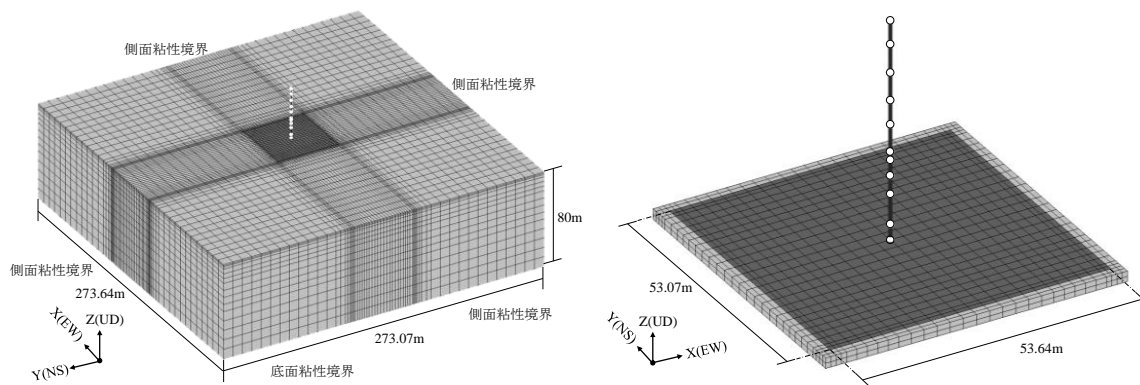 側面粘性境界
側面粘性境界
80m
側面粘性境界
273.64m
側面粘性境界
273.07m
X(EW)
Z(UD)
Y(NS)
底面粘性境界
53.07m
Y(NS)
Z(UD)
X(EW)
53.64m